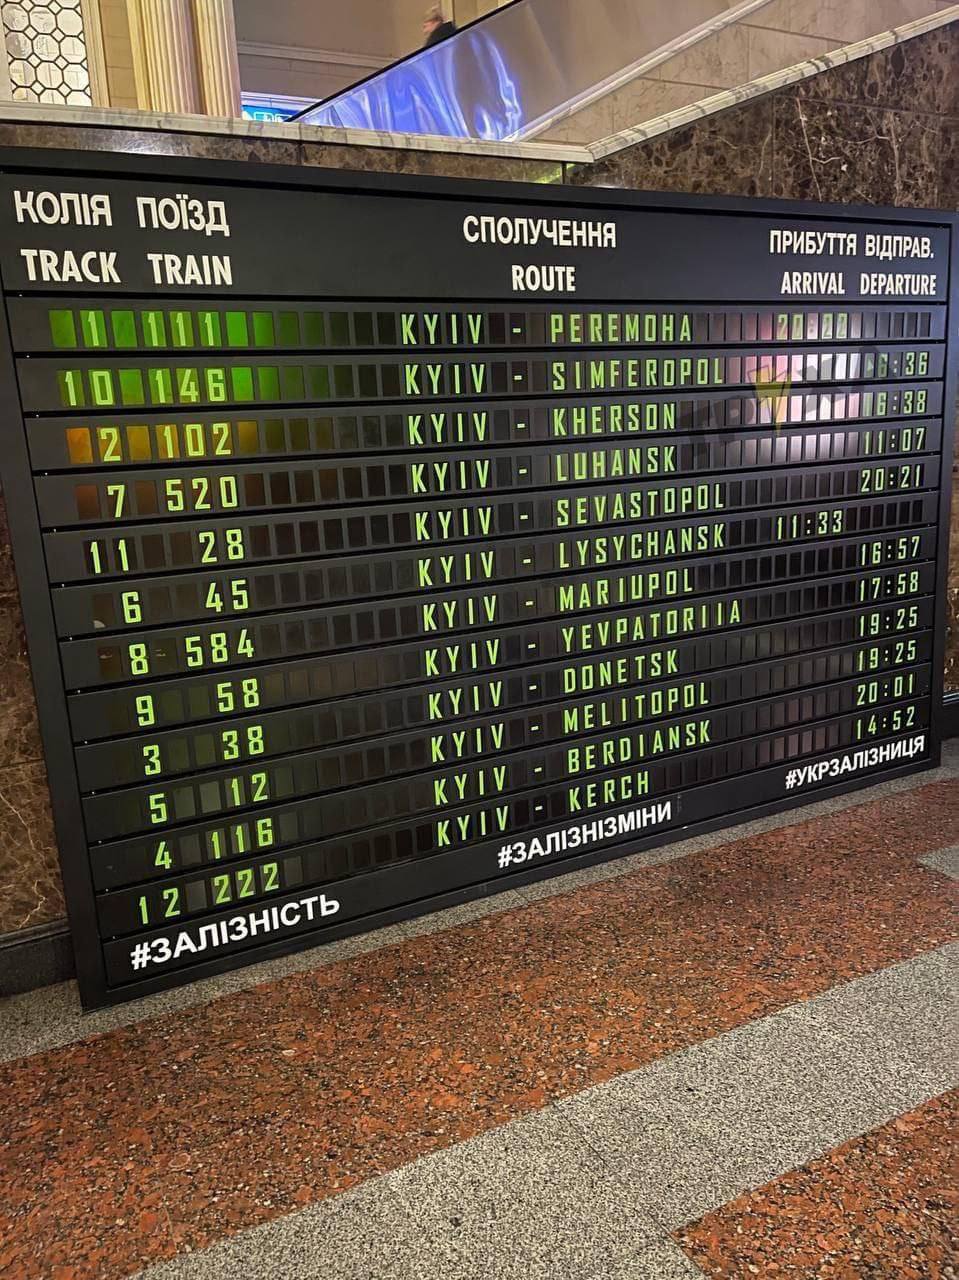 КОЛІЯ ПОЇЗД СПОЛУЧЕННЯ ПРИБУТТЯ ВІДПРАВ.
TRACK TRAIN ROUTE ARRIVAL DEPARTURE
1 111 KYIV - PEREMOHA
10 146 KYIV - SIMFEROPOL
2 102 KYIV - KHERSON 16:38
7 520 KYIV - LUHANSK 11:07
11 28 KYIV - SEVASTOPOL 20:21
6 45 KYIV - LYSYCHANSK 11:33
8 584 KYIV - MARIUPOL 16:57
9 58 KYIV - YEVPATORIIA 17:58
3 38 KYIV - DONETSK 19:25
5 12 KYIV - MELITOPOL 19:25
4 116 KYIV - BERDIANSK 20:01
12 222 KYIV - KERCH 14:52
#ЗАЛІЗНІСТЬ #ЗАЛІЗНІЗМІНИ #УКРЗАЛІЗНИЦЯ